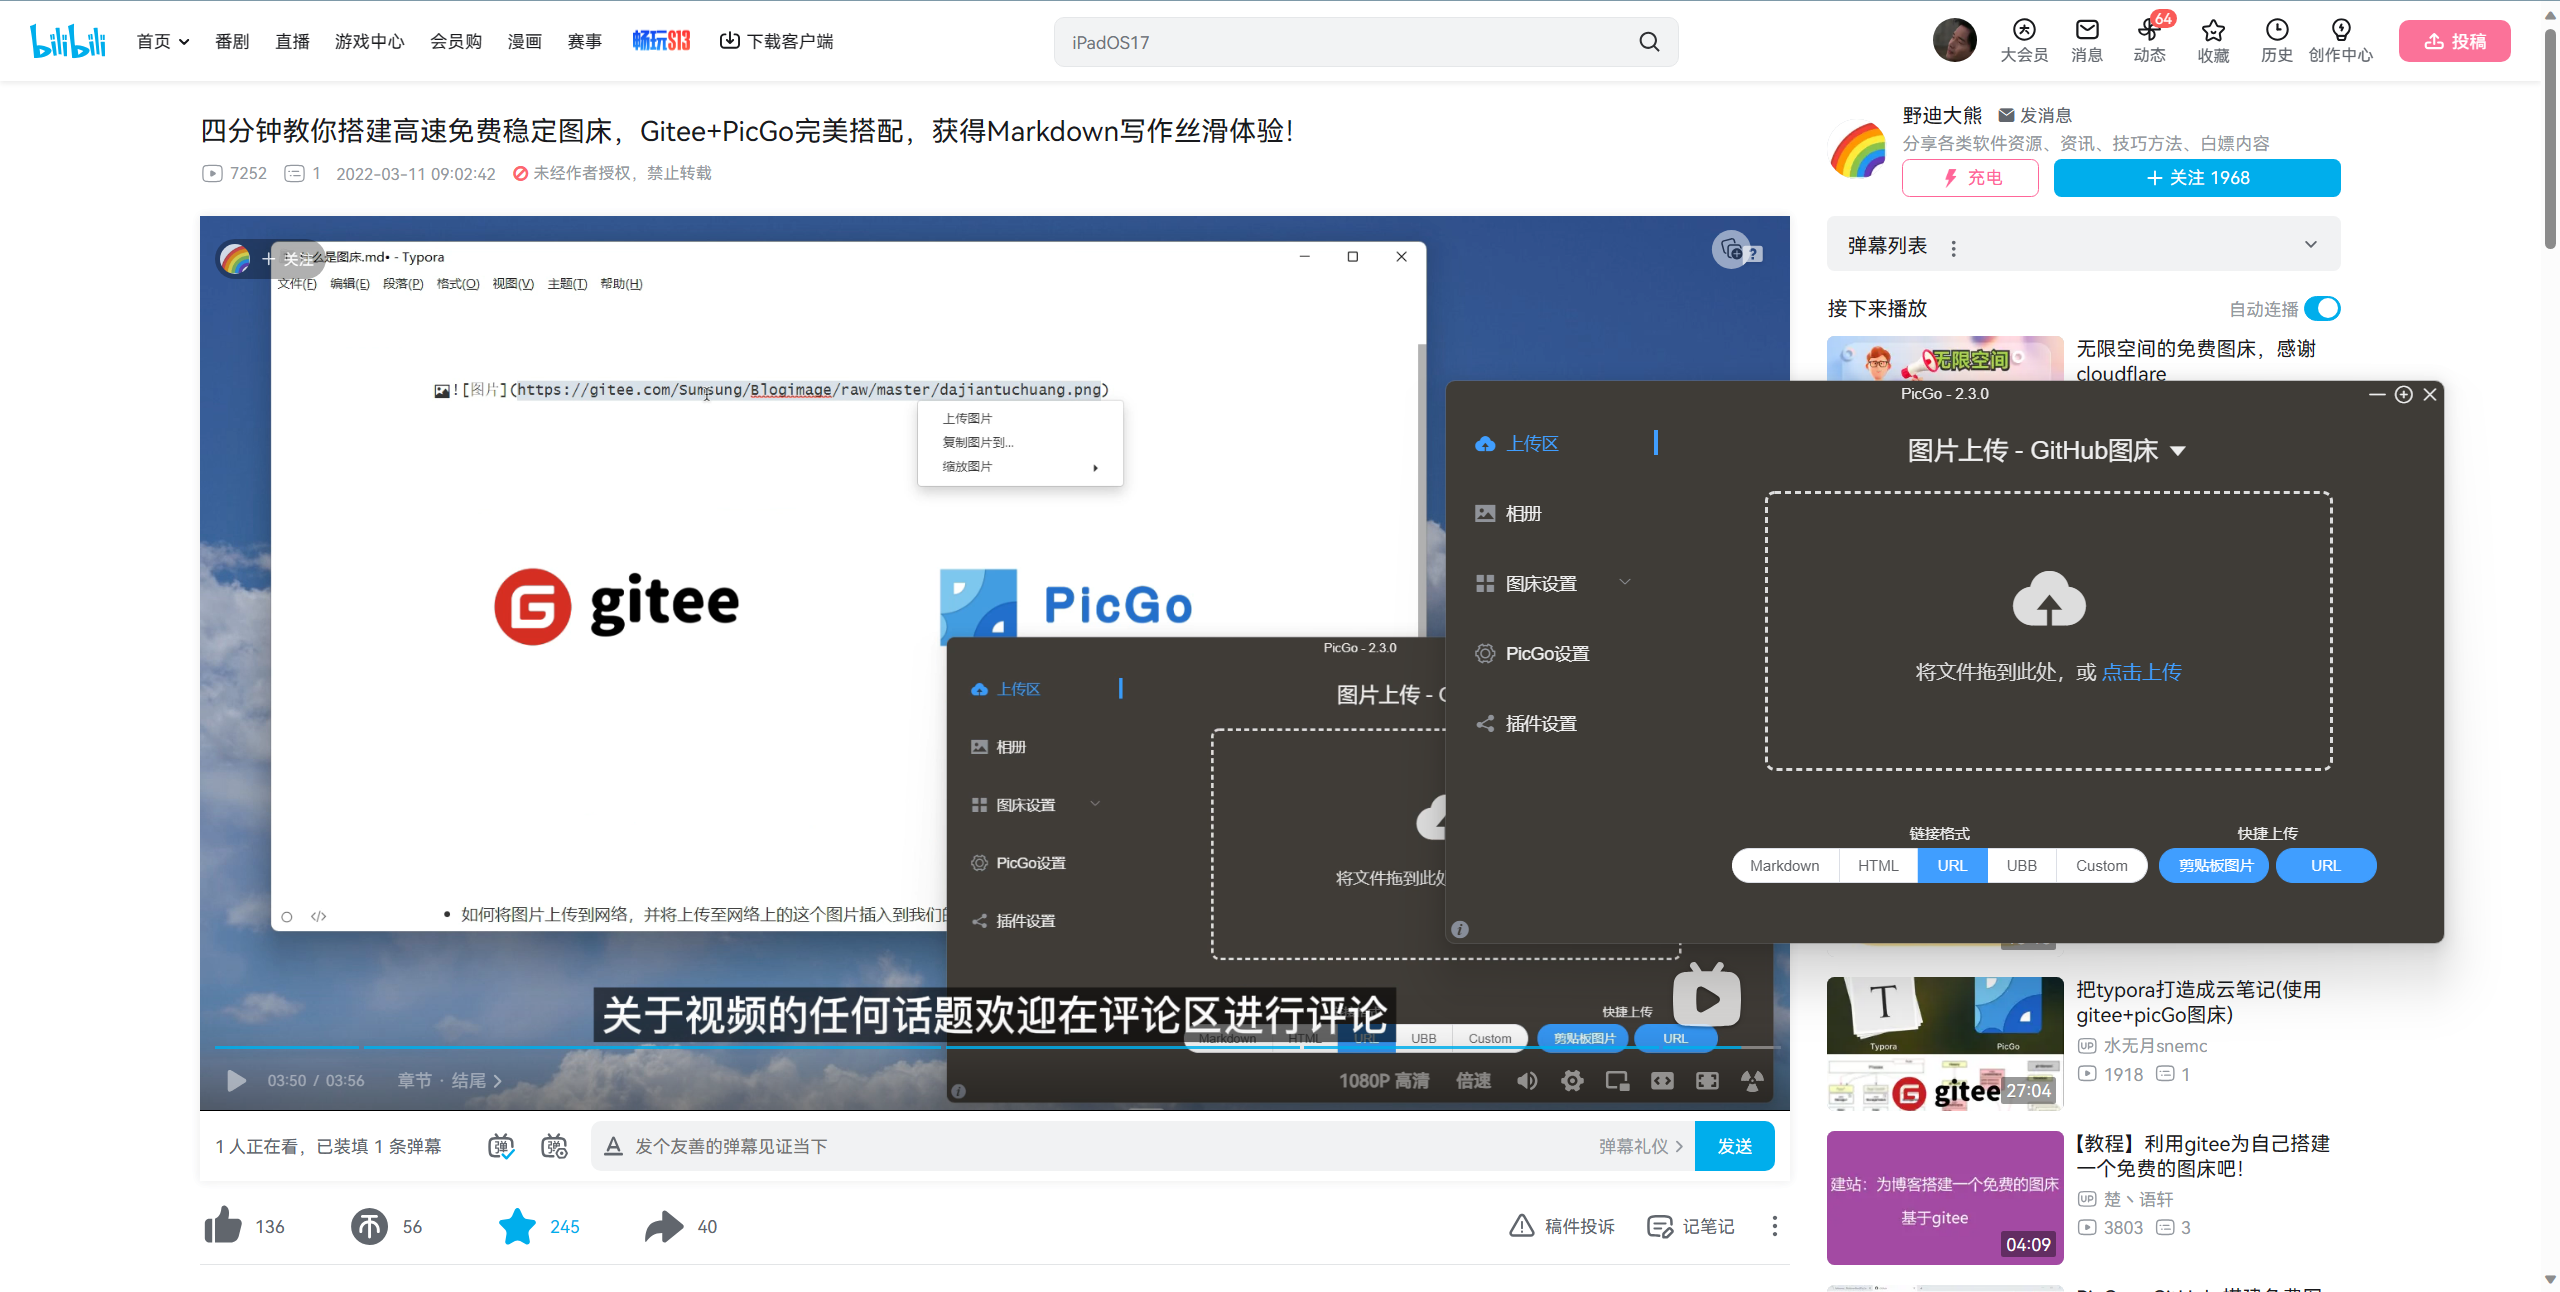 bilibili 首页 番剧 直播 游戏中心 会员购 漫画 赛事 畅玩S13 下载客户端
iPadOS17
大会员 消息 64 动态 收藏 历史 创作中心 投稿
四分钟教你搭建高速免费稳定图床，Gitee+PicGo完美搭配，获得Markdown写作丝滑体验！
7252 1 2022-03-11 09:02:42 未经作者授权，禁止转载
野迪大熊 发消息
分享各类软件资源、资讯、技巧方法、白嫖内容
充电 + 关注 1968
+ 关注 么是图床.md• - Typora
文件(F) 编辑(E) 段落(P) 格式(O) 视图(V) 主题(T) 帮助(H)
![图片](https://gitee.com/Sumsung/Blogimage/raw/master/dajiantuchuang.png)
上传图片
复制图片到...
缩放图片
gitee
PicGo
• 如何将图片上传到网络，并将上传至网络上的这个图片插入到我们
PicGo - 2.3.0
上传区
图片上传 -
相册
图床设置
PicGo设置
将文件拖到此处
插件设置
快捷上传
Markdown HTML URL UBB Custom 剪贴板图片 URL
关于视频的任何话题欢迎在评论区进行评论
03:50 / 03:56 章节 · 结尾
1080P 高清 倍速
弹幕列表
接下来播放 自动连播
无限空间
无限空间的免费图床，感谢
cloudflare
PicGo - 2.3.0
上传区
图片上传 - GitHub图床
相册
图床设置
PicGo设置
将文件拖到此处，或 点击上传
插件设置
链接格式 快捷上传
Markdown HTML URL UBB Custom 剪贴板图片 URL
T
Typora PicGo
gitee
27:04
把typora打造成云笔记(使用
gitee+picGo图床)
UP 水无月snemc
1918 1
建站：为博客搭建一个免费的图床
基于gitee
04:09
【教程】利用gitee为自己搭建
一个免费的图床吧！
UP 楚丶语轩
3803 3
1 人正在看，已装填 1 条弹幕
弹 弹 A 发个友善的弹幕见证当下 弹幕礼仪 发送
136 56 245 40
稿件投诉 记笔记